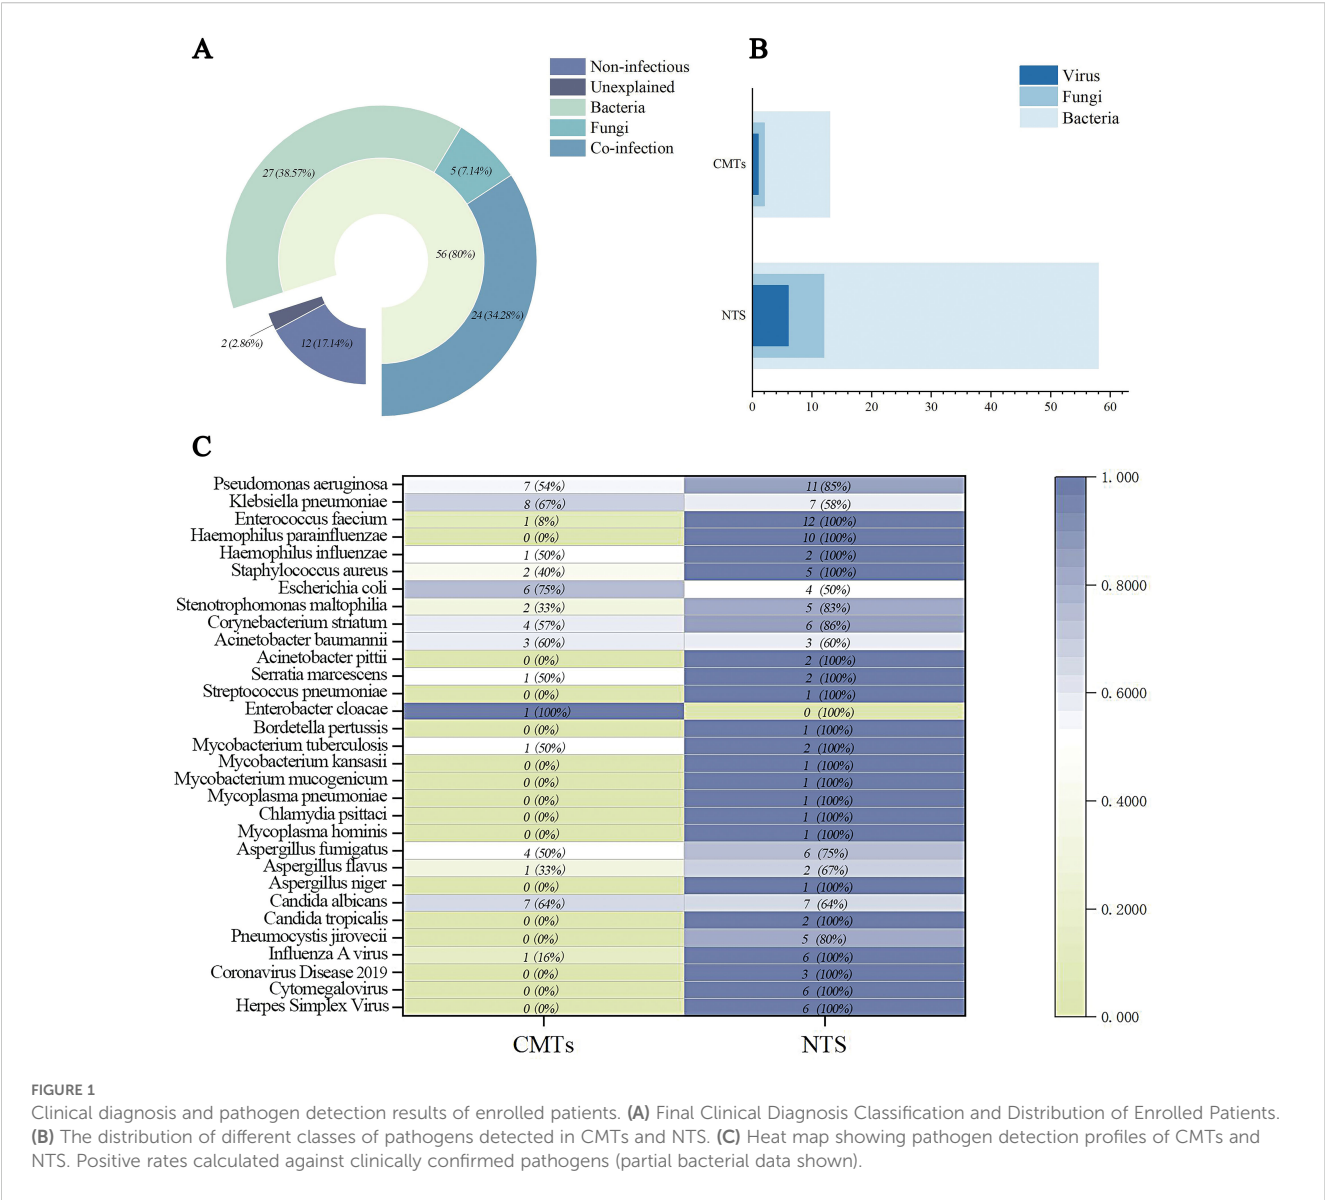 A
Non-infectious
Unexplained
Bacteria
Fungi
Co-infection
27 (38.57%)
5 (7.14%)
56 (80%)
24 (34.28%)
2 (2.86%)
12 (17.14%)
B
Virus
Fungi
Bacteria
CMTs
NTS
0 10 20 30 40 50 60
C
Pseudomonas aeruginosa 7 (54%) 11 (85%)
Klebsiella pneumoniae 8 (67%) 7 (58%)
Enterococcus faecium 1 (8%) 12 (100%)
Haemophilus parainfluenzae 0 (0%) 10 (100%)
Haemophilus influenzae 1 (50%) 2 (100%)
Staphylococcus aureus 2 (40%) 5 (100%)
Escherichia coli 6 (75%) 4 (50%)
Stenotrophomonas maltophilia 2 (33%) 5 (83%)
Corynebacterium striatum 4 (57%) 6 (86%)
Acinetobacter baumannii 3 (60%) 3 (60%)
Acinetobacter pittii 0 (0%) 2 (100%)
Serratia marcescens 1 (50%) 2 (100%)
Streptococcus pneumoniae 0 (0%) 1 (100%)
Enterobacter cloacae 1 (100%) 0 (100%)
Bordetella pertussis 0 (0%) 1 (100%)
Mycobacterium tuberculosis 1 (50%) 2 (100%)
Mycobacterium kansasii 0 (0%) 1 (100%)
Mycobacterium mucogenicum 0 (0%) 1 (100%)
Mycoplasma pneumoniae 0 (0%) 1 (100%)
Chlamydia psittaci 0 (0%) 1 (100%)
Mycoplasma hominis 0 (0%) 1 (100%)
Aspergillus fumigatus 4 (50%) 6 (75%)
Aspergillus flavus 1 (33%) 2 (67%)
Aspergillus niger 0 (0%) 1 (100%)
Candida albicans 7 (64%) 7 (64%)
Candida tropicalis 0 (0%) 2 (100%)
Pneumocystis jirovecii 0 (0%) 5 (80%)
Influenza A virus 1 (16%) 6 (100%)
Coronavirus Disease 2019 0 (0%) 3 (100%)
Cytomegalovirus 0 (0%) 6 (100%)
Herpes Simplex Virus 0 (0%) 6 (100%)
CMTs NTS
1. 000
0. 8000
0. 6000
0. 4000
0. 2000
0. 000
FIGURE 1
Clinical diagnosis and pathogen detection results of enrolled patients. (A) Final Clinical Diagnosis Classification and Distribution of Enrolled Patients.
(B) The distribution of different classes of pathogens detected in CMTs and NTS. (C) Heat map showing pathogen detection profiles of CMTs and
NTS. Positive rates calculated against clinically confirmed pathogens (partial bacterial data shown).